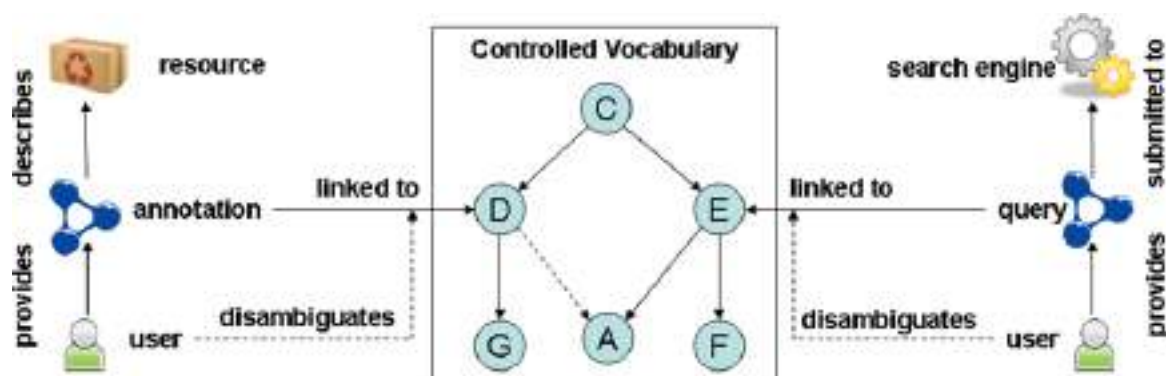 Controlled Vocabulary
resource
search engine
describes
submitted to
C
annotation
linked to
D
E
linked to
query
provides
provides
user
disambiguates
G
A
F
disambiguates
user